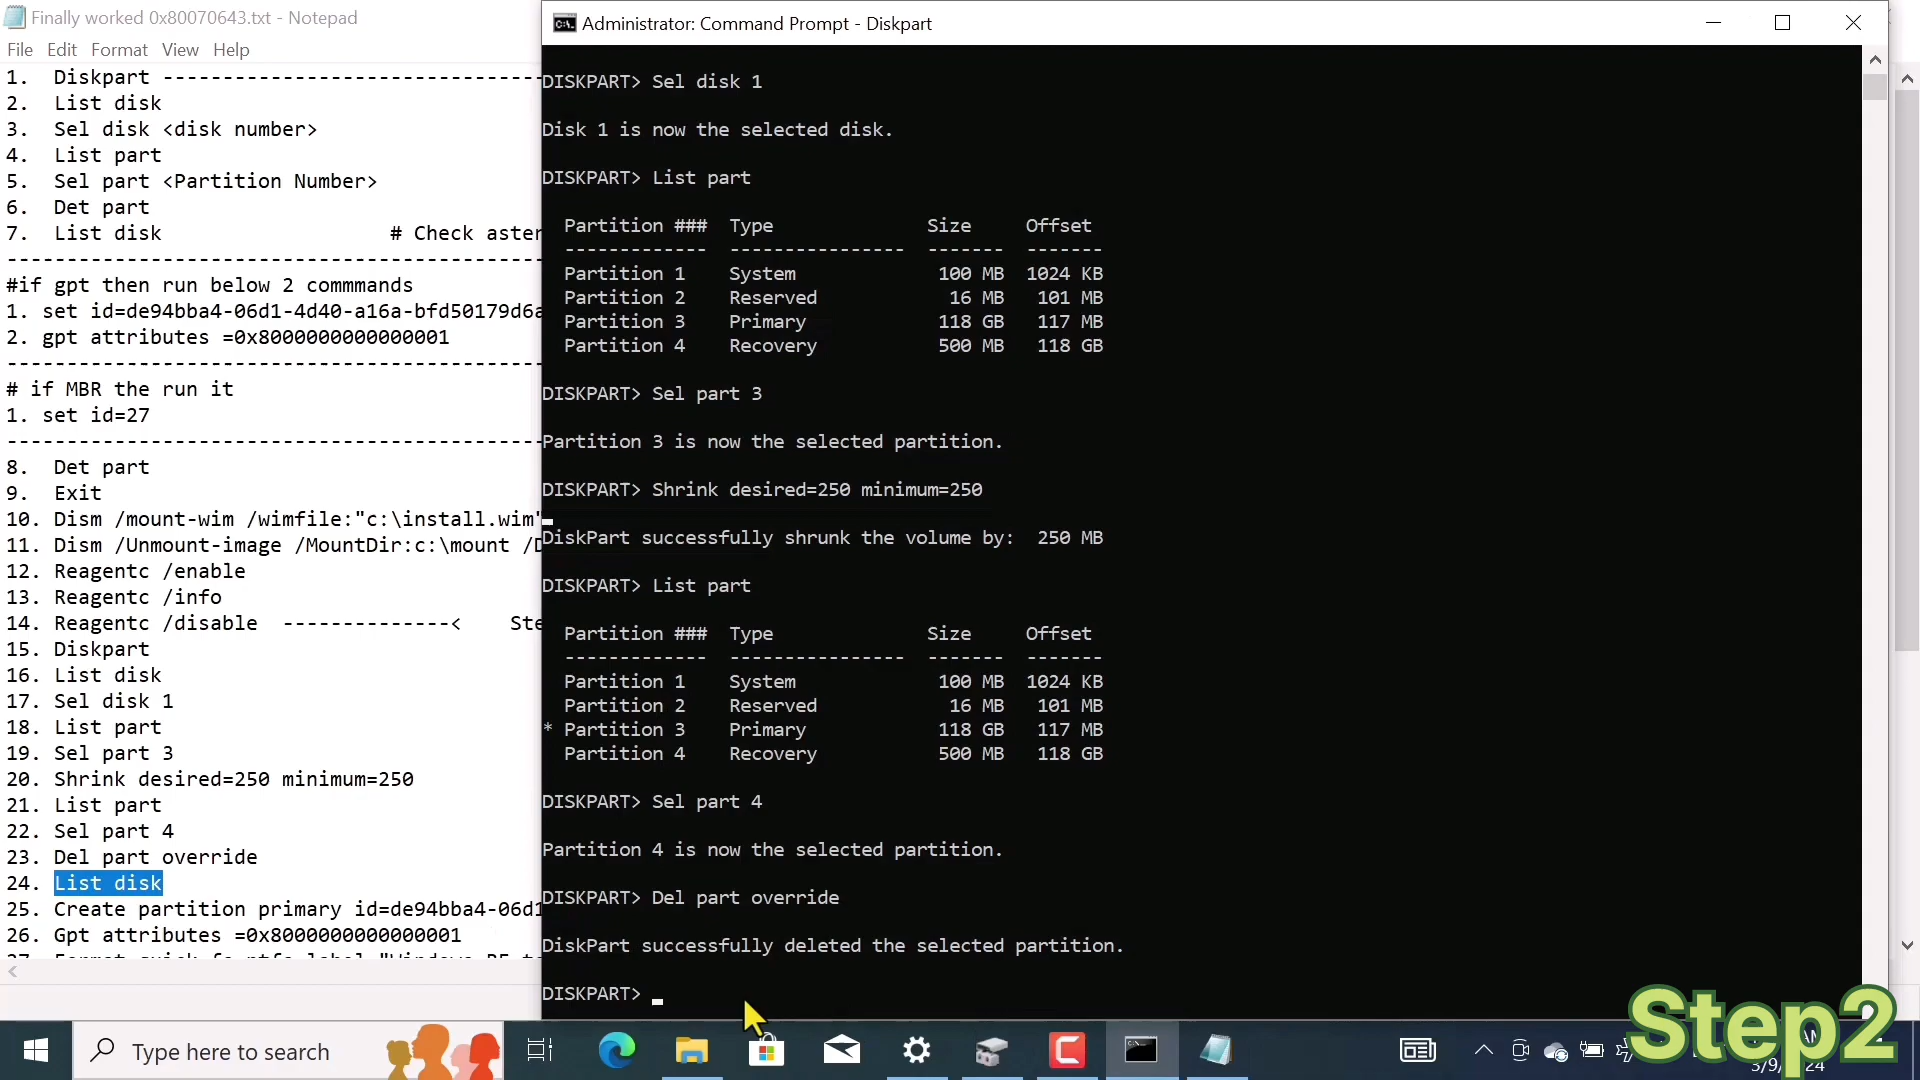 Finally worked 0x80070643.txt - Notepad
File Edit Format View Help
1. Diskpart --------------------------------
2. List disk
3. Sel disk <disk number>
4. List part
5. Sel part <Partition Number>
6. Det part
7. List disk # Check aster
---------------------------------------------
#if gpt then run below 2 commmands
1. set id=de94bba4-06d1-4d40-a16a-bfd50179d6a
2. gpt attributes =0x8000000000000001
---------------------------------------------
# if MBR the run it
1. set id=27
---------------------------------------------
8. Det part
9. Exit
10. Dism /mount-wim /wimfile:"c:\install.wim"
11. Dism /Unmount-image /MountDir:c:\mount /D
12. Reagentc /enable
13. Reagentc /info
14. Reagentc /disable --------------< Ste
15. Diskpart
16. List disk
17. Sel disk 1
18. List part
19. Sel part 3
20. Shrink desired=250 minimum=250
21. List part
22. Sel part 4
23. Del part override
24. List disk
25. Create partition primary id=de94bba4-06d1
26. Gpt attributes =0x8000000000000001
Administrator: Command Prompt - Diskpart
DISKPART> Sel disk 1
Disk 1 is now the selected disk.
DISKPART> List part
Partition ### Type Size Offset
------------- ---------------- ------- -------
Partition 1 System 100 MB 1024 KB
Partition 2 Reserved 16 MB 101 MB
Partition 3 Primary 118 GB 117 MB
Partition 4 Recovery 500 MB 118 GB
DISKPART> Sel part 3
Partition 3 is now the selected partition.
DISKPART> Shrink desired=250 minimum=250
DiskPart successfully shrunk the volume by: 250 MB
DISKPART> List part
Partition ### Type Size Offset
------------- ---------------- ------- -------
Partition 1 System 100 MB 1024 KB
Partition 2 Reserved 16 MB 101 MB
* Partition 3 Primary 118 GB 117 MB
Partition 4 Recovery 500 MB 118 GB
DISKPART> Sel part 4
Partition 4 is now the selected partition.
DISKPART> Del part override
DiskPart successfully deleted the selected partition.
DISKPART>
Type here to search
Step2